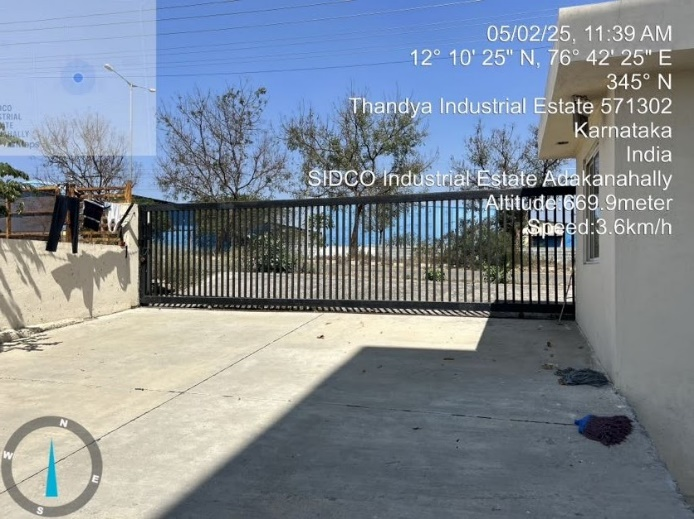 05/02/25, 11:39 AM
12° 10' 25" N, 76° 42' 25" E
345° N
Thandya Industrial Estate 571302
Karnataka
India
SIDCO Industrial Estate Adakanahally
Altitude:669.9meter
Speed:3.6km/h
N
W
E
S